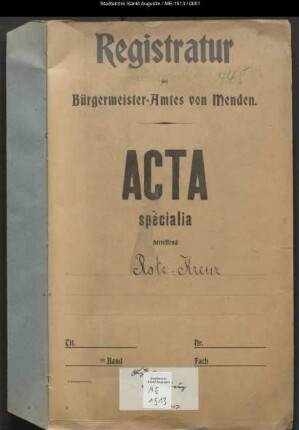 Stadtarchiv Sankt Augustin / ME 1513 / 0001
Registratur
des
Bürgermeister-Amtes von Menden.
ACTA
spècialia
betreffend
Rote-Kreuz
Tit. Nr.
Band Fach
ME
1513